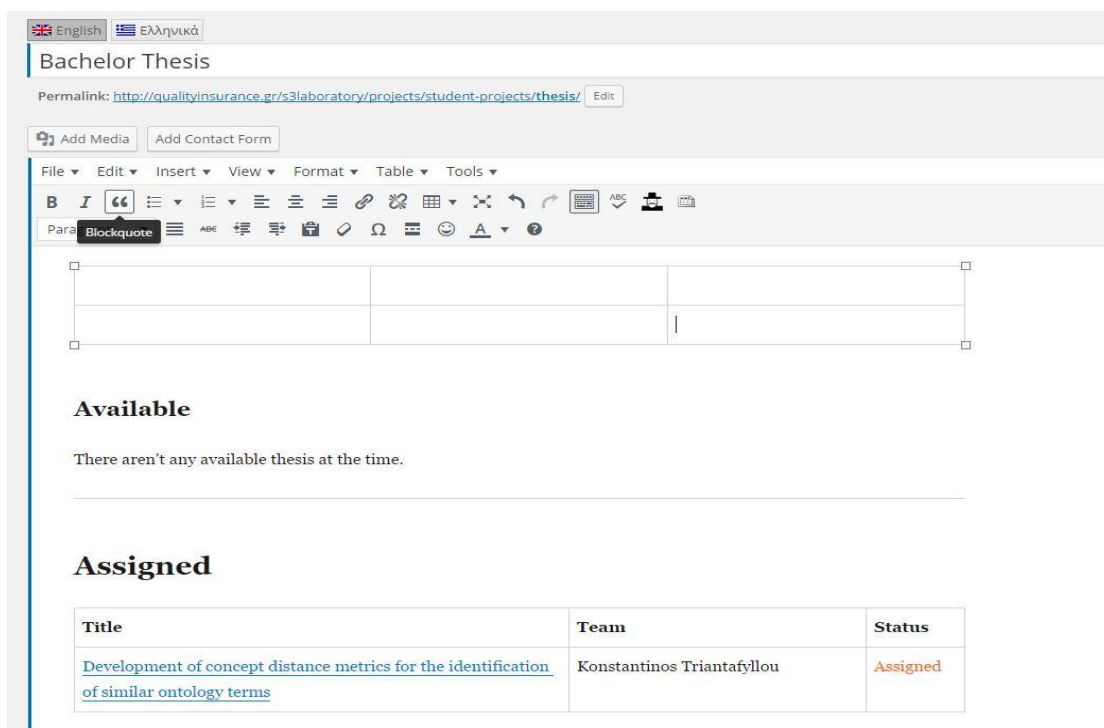 English Ελληνικά
Bachelor Thesis
Permalink: http://qualityinsurance.gr/s3laboratory/projects/student-projects/thesis/ Edit
Add Media Add Contact Form
File Edit Insert View Format Table Tools
B I ABC
Para Blockquote ABC Ω A
Available
There aren't any available thesis at the time.
Assigned
Title Team Status
Development of concept distance metrics for the identification Konstantinos Triantafyllou Assigned
of similar ontology terms